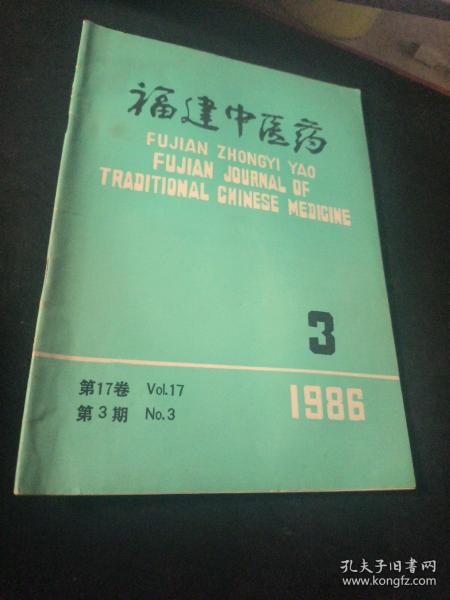 福建中医药
FUJIAN ZHONGYI YAO
FUJIAN JOURNAL OF
TRADITIONAL CHINESE MEDICINE
3
第17卷 Vol.17
第3期 No.3
1986
孔夫子旧书网
www.kongfz.com